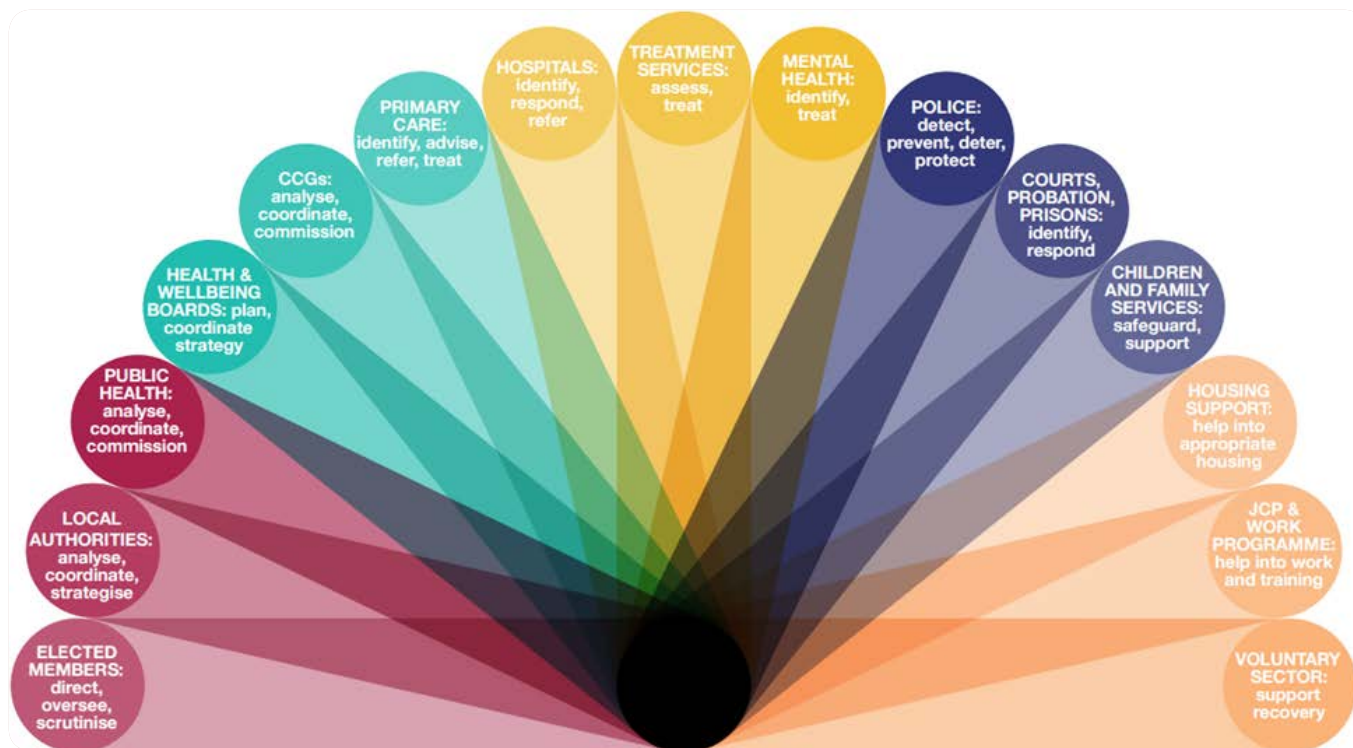 ELECTED
MEMBERS:
direct,
oversee,
scrutinise
LOCAL
AUTHORITIES:
analyse,
coordinate,
strategise
PUBLIC
HEALTH:
analyse,
coordinate,
commission
HEALTH &
WELLBEING
BOARDS: plan,
coordinate
strategy
CCGs:
analyse,
coordinate,
commission
PRIMARY
CARE:
identify, advise,
refer, treat
HOSPITALS:
identify,
respond,
refer
TREATMENT
SERVICES:
assess,
treat
MENTAL
HEALTH:
identify,
treat
POLICE:
detect,
prevent, deter,
protect
COURTS,
PROBATION,
PRISONS:
identify,
respond
CHILDREN
AND FAMILY
SERVICES:
safeguard,
support
HOUSING
SUPPORT:
help into
appropriate
housing
JCP &
WORK
PROGRAMME:
help into work
and training
VOLUNTARY
SECTOR:
support
recovery